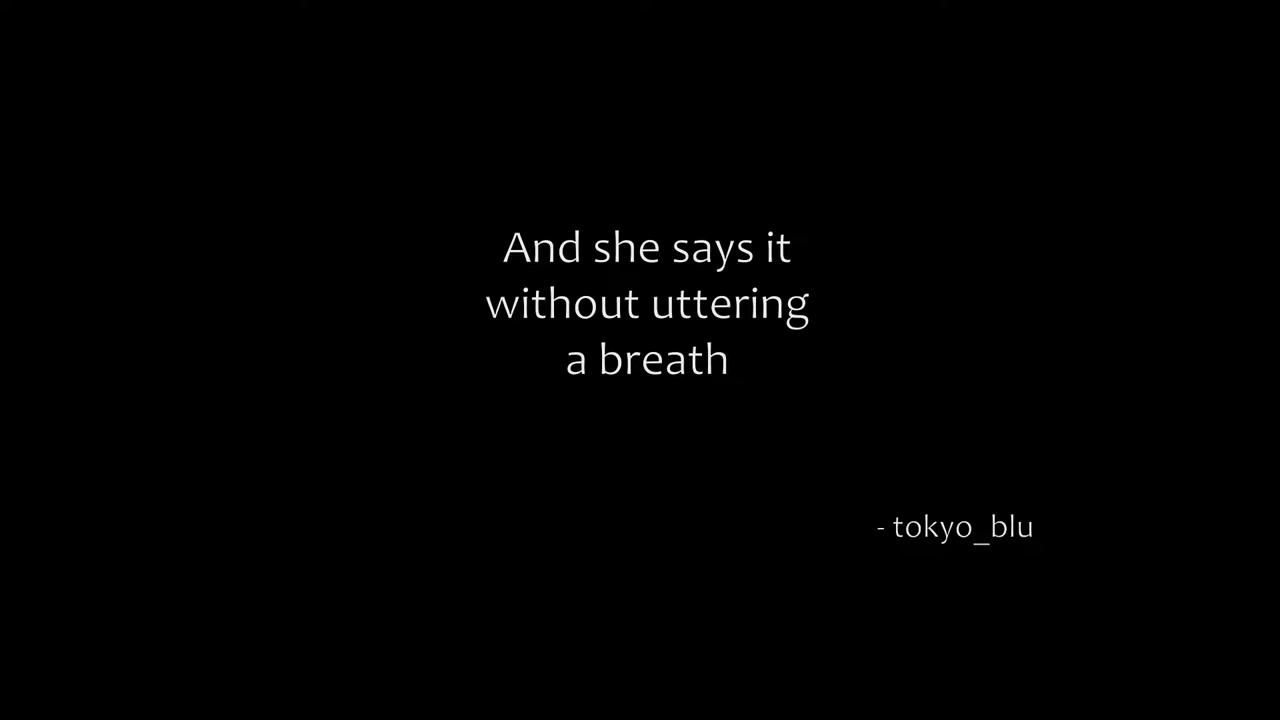 And she says it
without uttering
a breath
- tokyo_blu